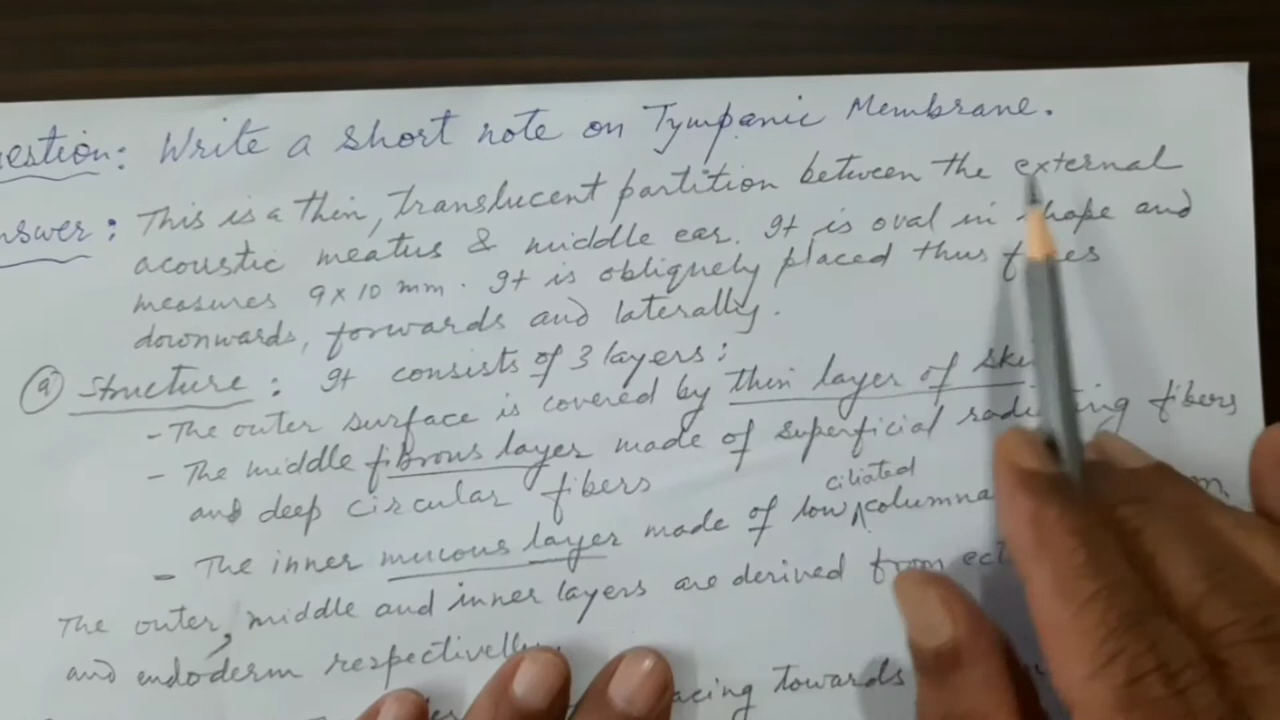 estion: Write a short note on Tympanic Membrane.
nswer: This is a thin, translucent partition between the external
acoustic meatus & middle ear. It is oval in shape and
measures 9x10 mm. It is obliquely placed thus faces
downwards, forwards and laterally.
(a) Structure: It consists of 3 layers:
- The outer surface is covered by thin layer of
- The middle fibrous layer made of superficial radiating fibers
and deep circular fibers
ciliated
- The inner mucous layer made of low
The outer, middle and inner layers are derived from
and endoderm respectivelly.
towards